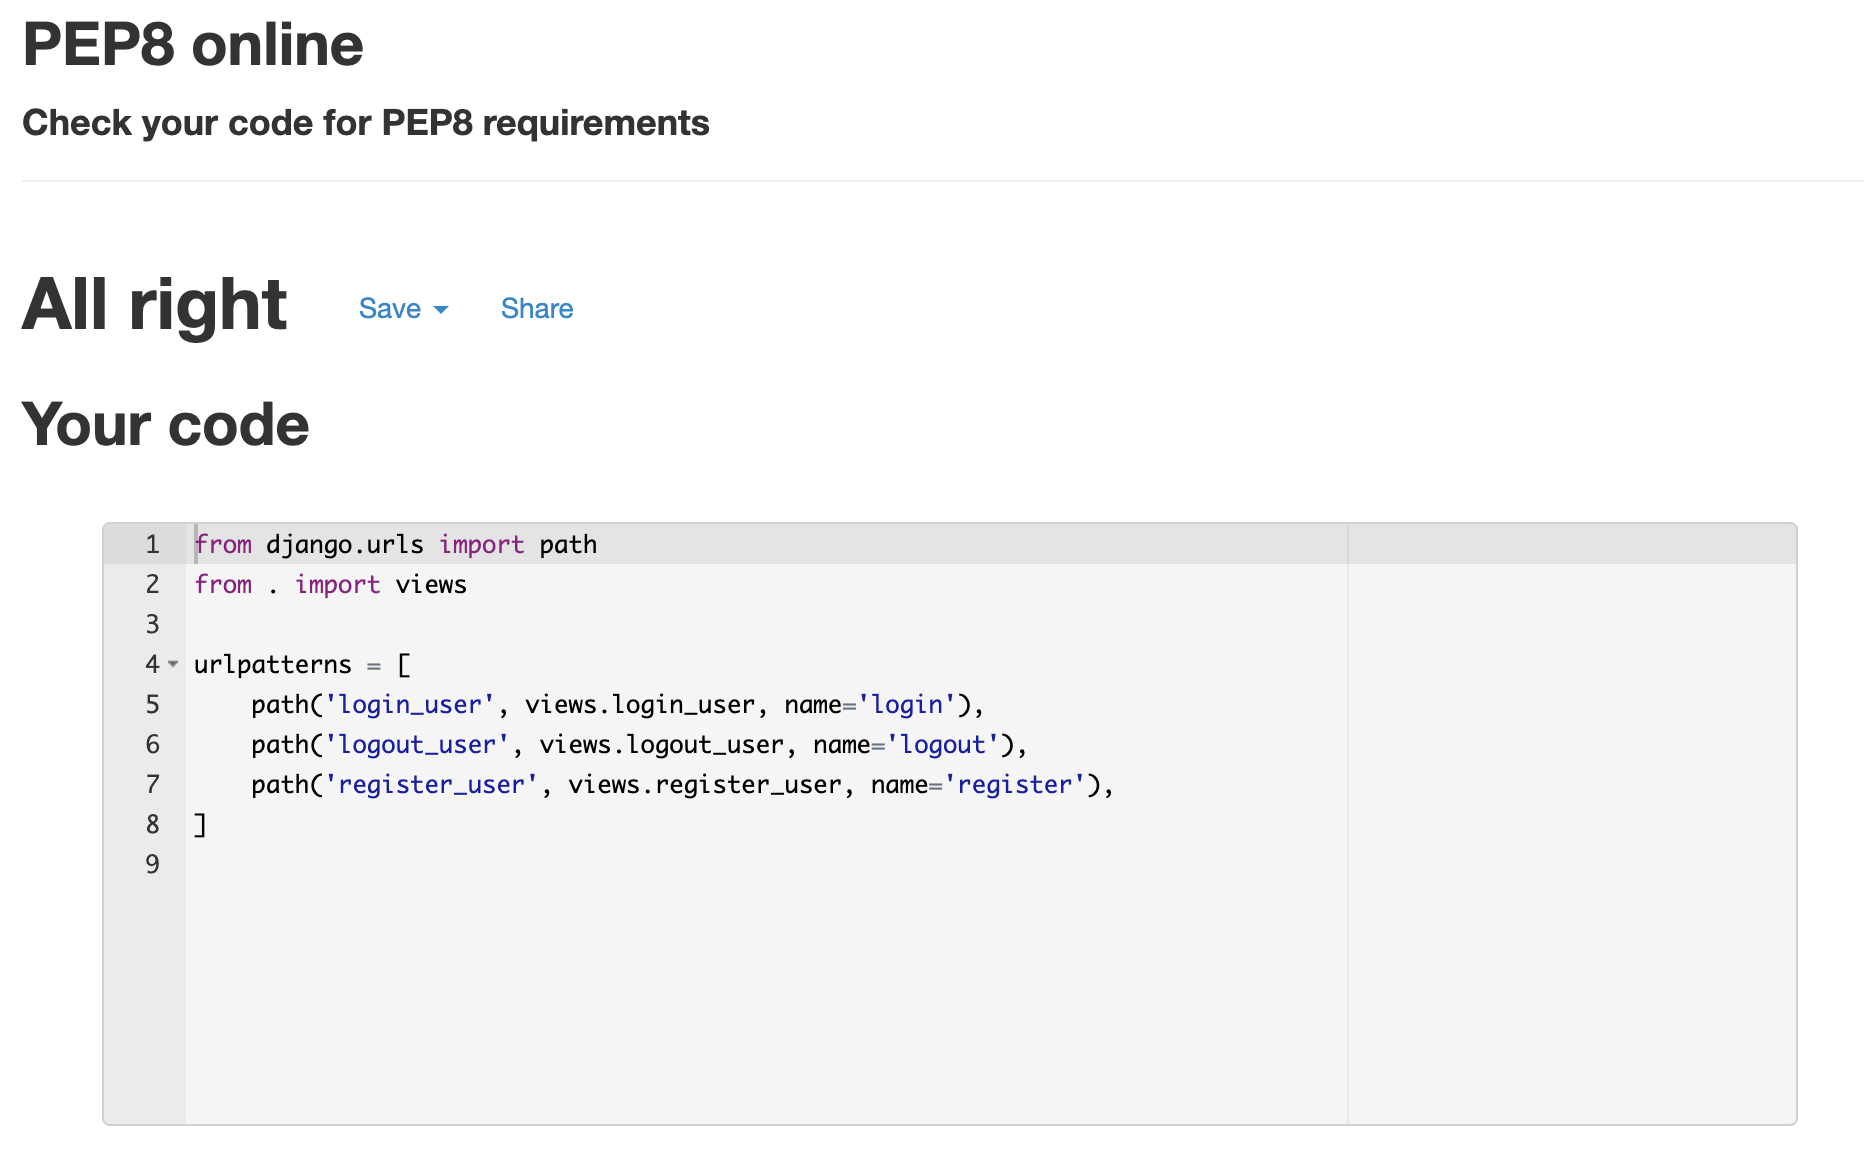 PEP8 online
Check your code for PEP8 requirements
All right Save Share
Your code
1 from django.urls import path
2 from . import views
3
4 urlpatterns = [
5     path('login_user', views.login_user, name='login'),
6     path('logout_user', views.logout_user, name='logout'),
7     path('register_user', views.register_user, name='register'),
8 ]
9